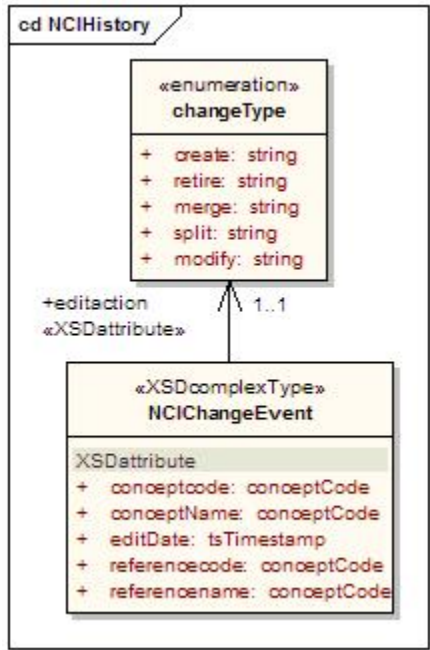 cd NCIHistory
«enumeration»
changeType
+ create: string
+ retire: string
+ merge: string
+ split: string
+ modify: string
+editaction 1..1
«XSDattribute»
«XSDcomplexType»
NCIChangeEvent
XSDattribute
+ conceptcode: conceptCode
+ conceptName: conceptCode
+ editDate: tsTimestamp
+ referencecode: conceptCode
+ referencename: conceptCode